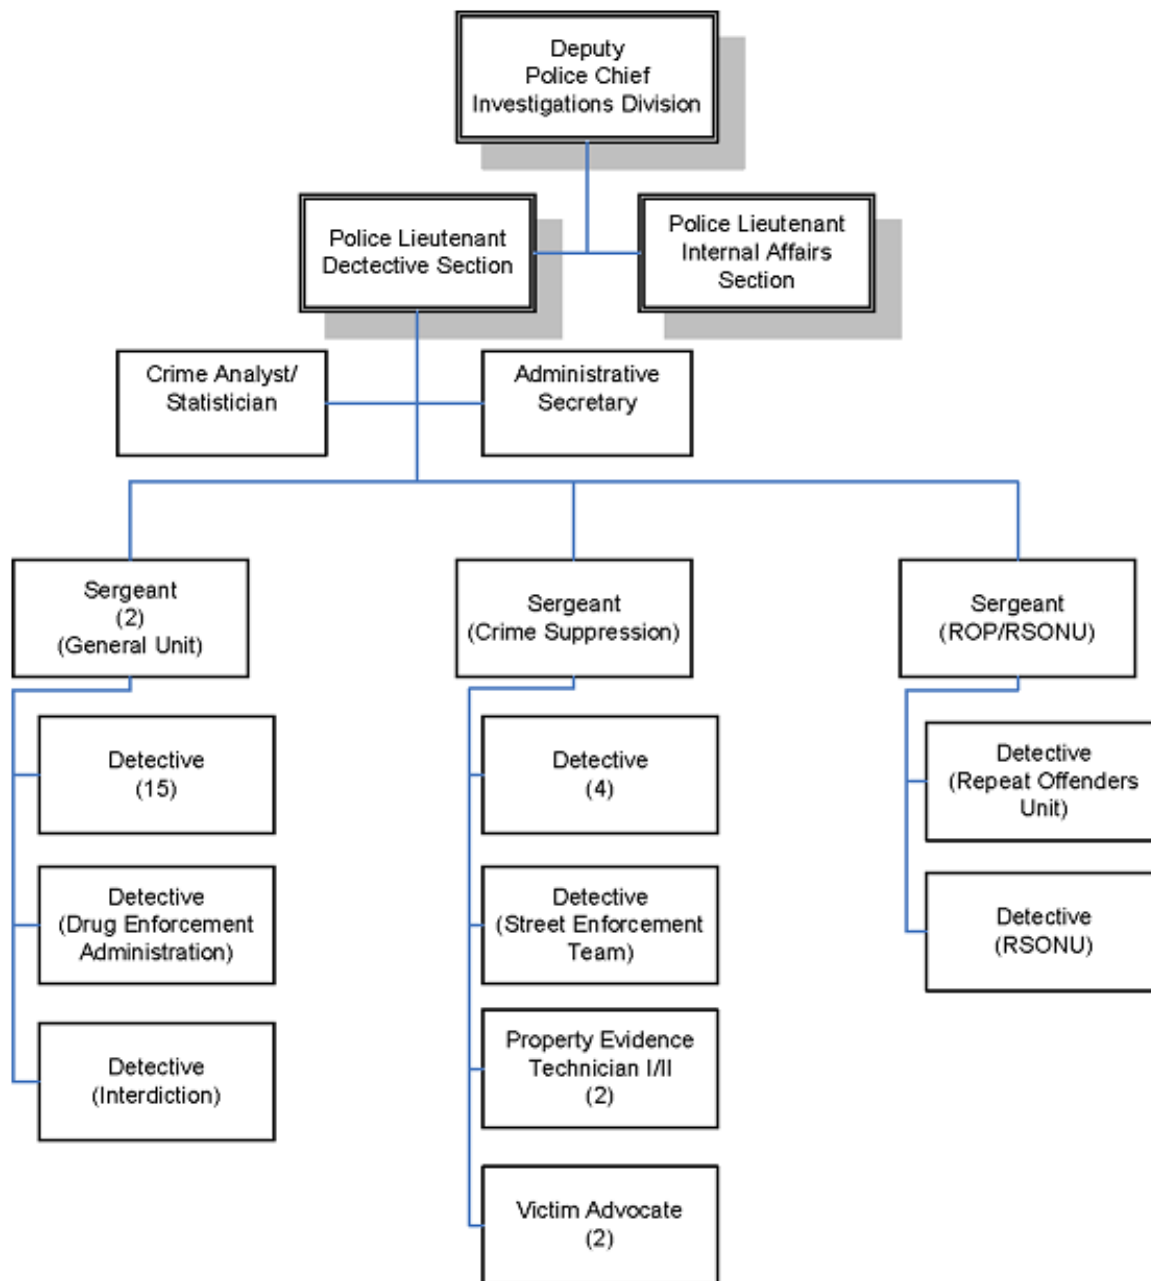 Deputy
Police Chief
Investigations Division
Police Lieutenant
Dectective Section
Police Lieutenant
Internal Affairs
Section
Crime Analyst/
Statistician
Administrative
Secretary
Sergeant
(2)
(General Unit)
Sergeant
(Crime Suppression)
Sergeant
(ROP/RSONU)
Detective
(15)
Detective
(Drug Enforcement
Administration)
Detective
(Interdiction)
Detective
(4)
Detective
(Street Enforcement
Team)
Property Evidence
Technician I/II
(2)
Victim Advocate
(2)
Detective
(Repeat Offenders
Unit)
Detective
(RSONU)